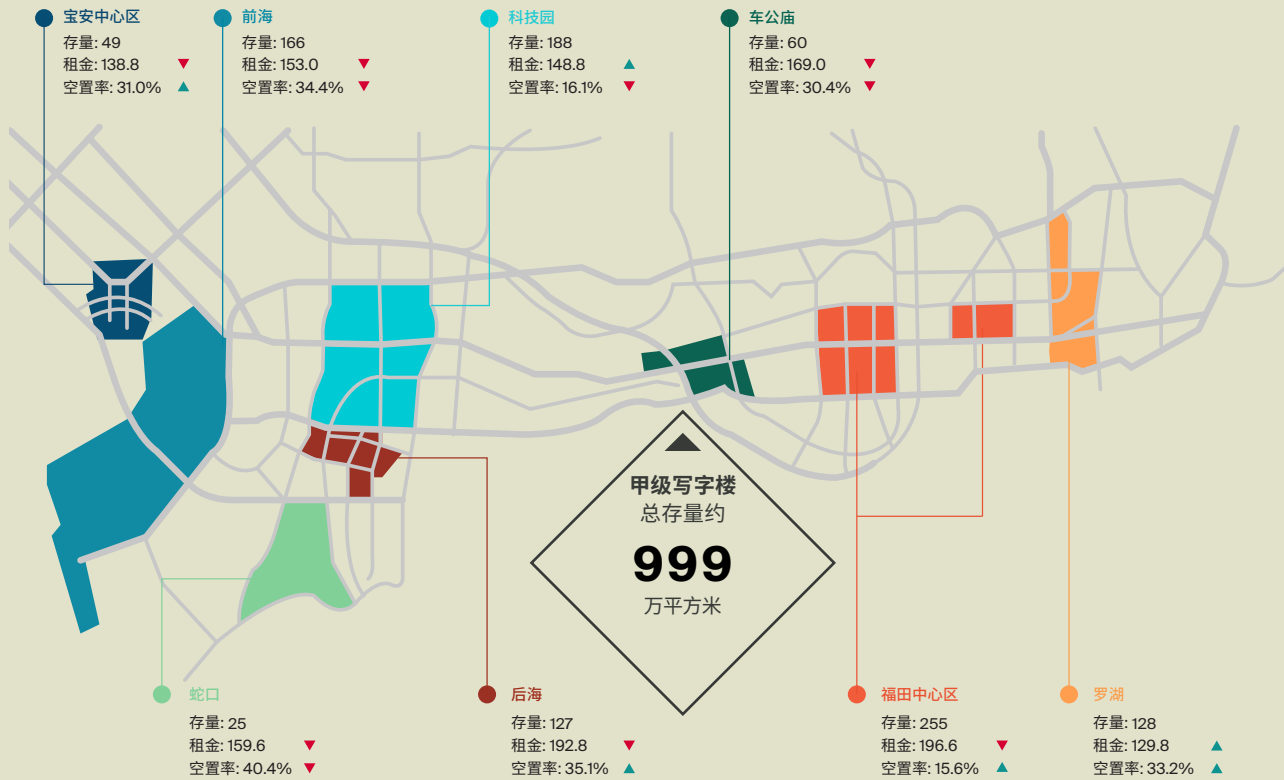 宝安中心区
存量: 49
租金: 138.8
空置率: 31.0%
前海
存量: 166
租金: 153.0
空置率: 34.4%
科技园
存量: 188
租金: 148.8
空置率: 16.1%
车公庙
存量: 60
租金: 169.0
空置率: 30.4%
甲级写字楼
总存量约
999
万平方米
蛇口
存量: 25
租金: 159.6
空置率: 40.4%
后海
存量: 127
租金: 192.8
空置率: 35.1%
福田中心区
存量: 255
租金: 196.6
空置率: 15.6%
罗湖
存量: 128
租金: 129.8
空置率: 33.2%